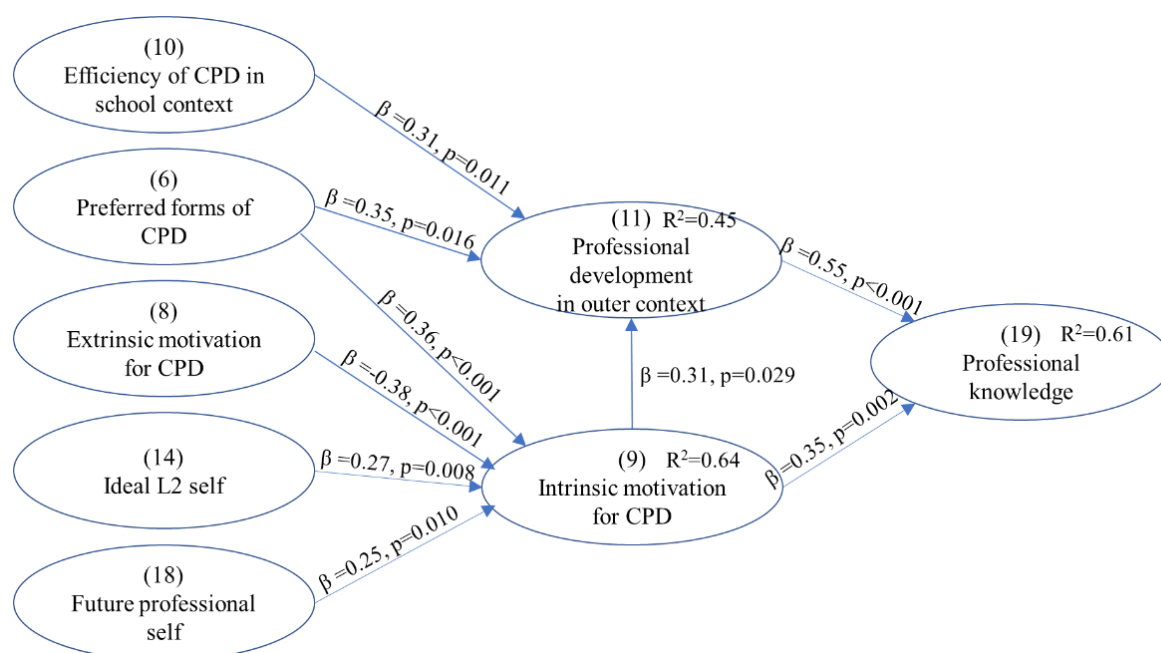 (10)
Efficiency of CPD in
school context
β =0.31, p=0.011
(6)
Preferred forms of
CPD
β =0.35, p=0.016
β =0.36, p<0.001
(11) R²=0.45
Professional
development
in outer context
β =0.55, p<0.001
(8)
Extrinsic motivation
for CPD
β =-0.38, p<0.001
β =0.31, p=0.029
(19) R²=0.61
Professional
knowledge
(14)
Ideal L2 self
β =0.27, p=0.008
(9) R²=0.64
Intrinsic motivation
for CPD
β =0.35, p=0.002
(18)
Future professional
self
β =0.25, p=0.010